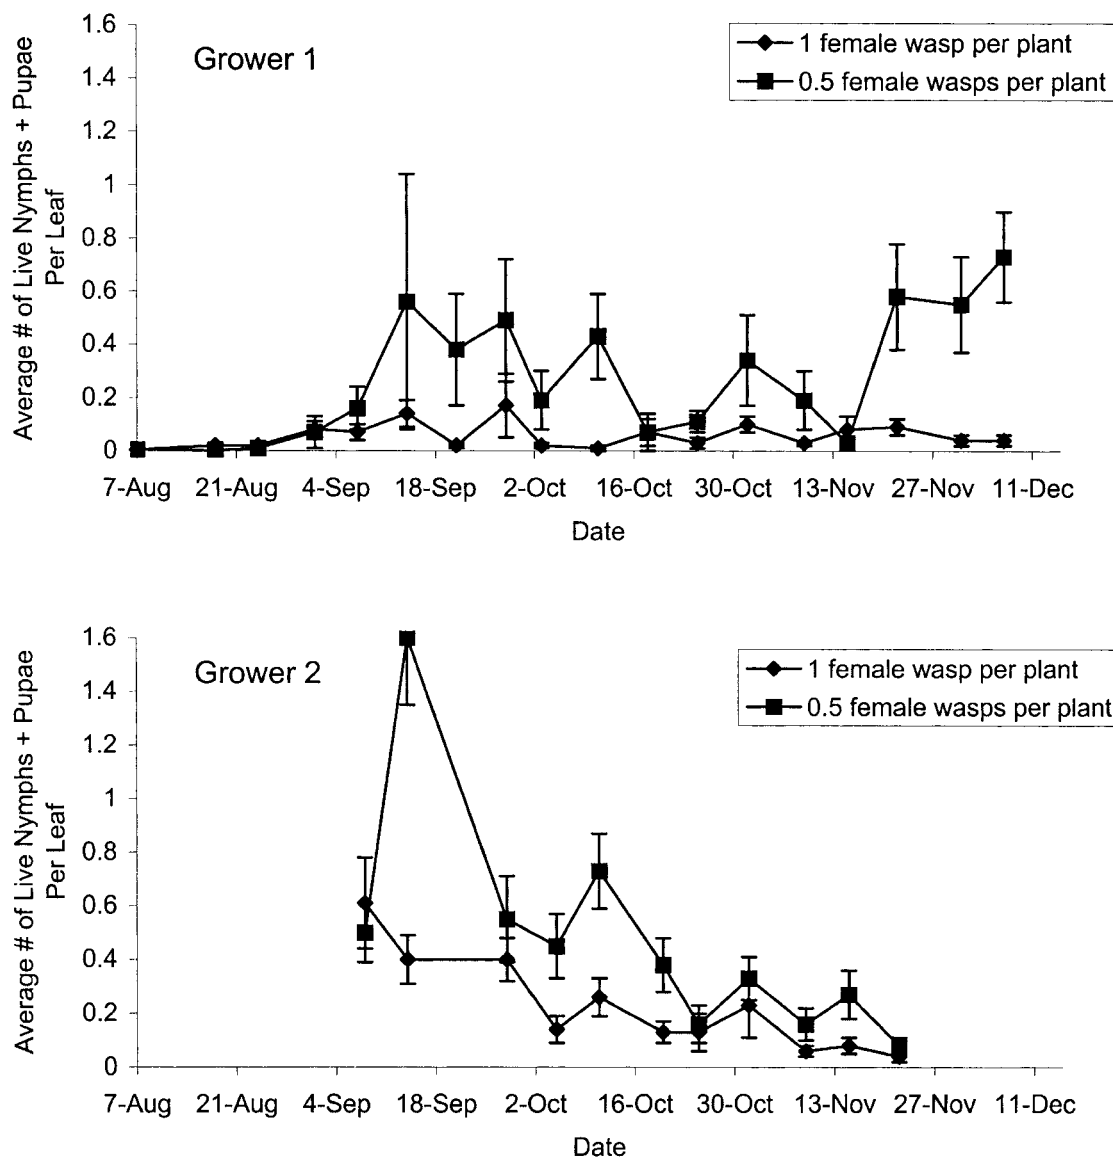 1.6
1.4
1.2
1
0.8
0.6
0.4
0.2
0
Average # of Live Nymphs + Pupae
Per Leaf
Grower 1
1 female wasp per plant
0.5 female wasps per plant
7-Aug 21-Aug 4-Sep 18-Sep 2-Oct 16-Oct 30-Oct 13-Nov 27-Nov 11-Dec
Date
1.6
1.4
1.2
1
0.8
0.6
0.4
0.2
0
Average # of Live Nymphs + Pupae
Per Leaf
Grower 2
1 female wasp per plant
0.5 female wasps per plant
7-Aug 21-Aug 4-Sep 18-Sep 2-Oct 16-Oct 30-Oct 13-Nov 27-Nov 11-Dec
Date